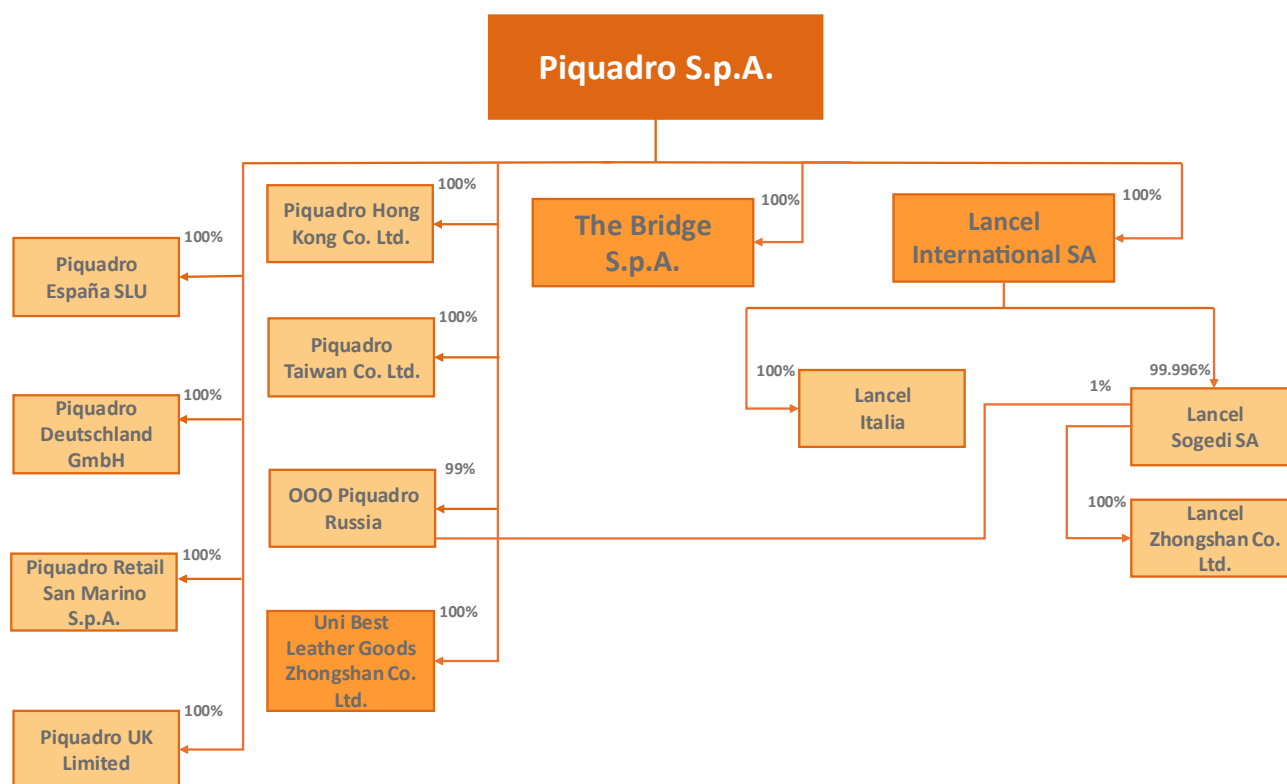 Piquadro S.p.A.
100%
Piquadro
España SLU
100%
Piquadro
Deutschland
GmbH
100%
Piquadro Retail
San Marino
S.p.A.
100%
Piquadro UK
Limited
100%
Piquadro Hong
Kong Co. Ltd.
100%
Piquadro
Taiwan Co. Ltd.
99%
OOO Piquadro
Russia
100%
Uni Best
Leather Goods
Zhongshan Co.
Ltd.
100%
The Bridge
S.p.A.
100%
Lancel
International SA
100%
Lancel
Italia
99.996%
1%
Lancel
Sogedi SA
100%
Lancel
Zhongshan Co.
Ltd.